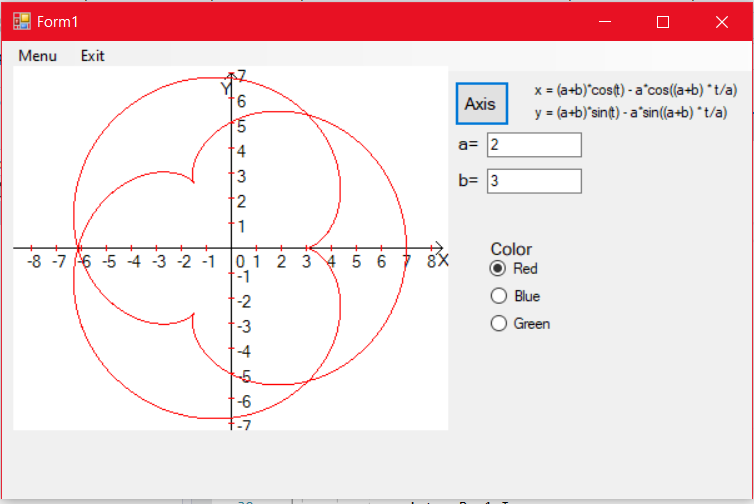 Form1
Menu Exit
Y
7
6
5
4
3
2
1
-8 -7 -6 -5 -4 -3 -2 -1 0 1 2 3 4 5 6 7 8 X
-1
-2
-3
-4
-5
-6
-7
Axis
x = (a+b)*cos(t) - a*cos((a+b) * t/a)
y = (a+b)*sin(t) - a*sin((a+b) * t/a)
a= 2
b= 3
Color
Red
Blue
Green